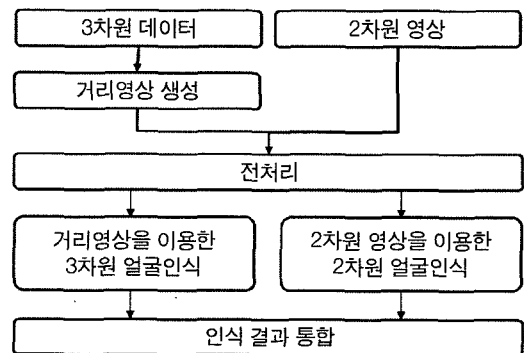 3차원 데이터
2차원 영상
거리영상 생성
전처리
거리영상을 이용한
3차원 얼굴인식
2차원 영상을 이용한
2차원 얼굴인식
인식 결과 통합